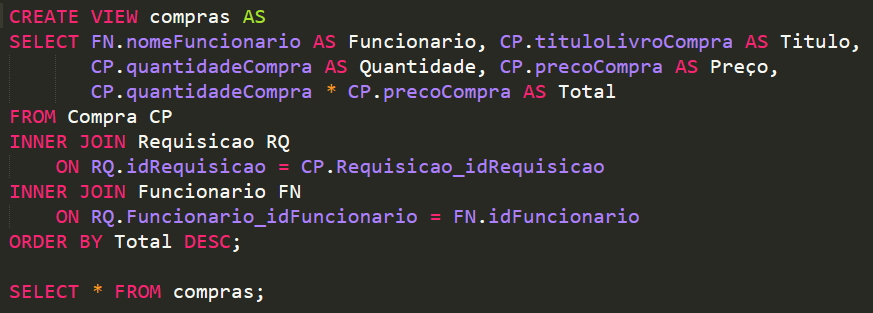 CREATE VIEW compras AS
SELECT FN.nomeFuncionario AS Funcionario, CP.tituloLivroCompra AS Titulo,
       CP.quantidadeCompra AS Quantidade, CP.precoCompra AS Preço,
       CP.quantidadeCompra * CP.precoCompra AS Total
FROM Compra CP
INNER JOIN Requisicao RQ
    ON RQ.idRequisicao = CP.Requisicao_idRequisicao
INNER JOIN Funcionario FN
    ON RQ.Funcionario_idFuncionario = FN.idFuncionario
ORDER BY Total DESC;

SELECT * FROM compras;